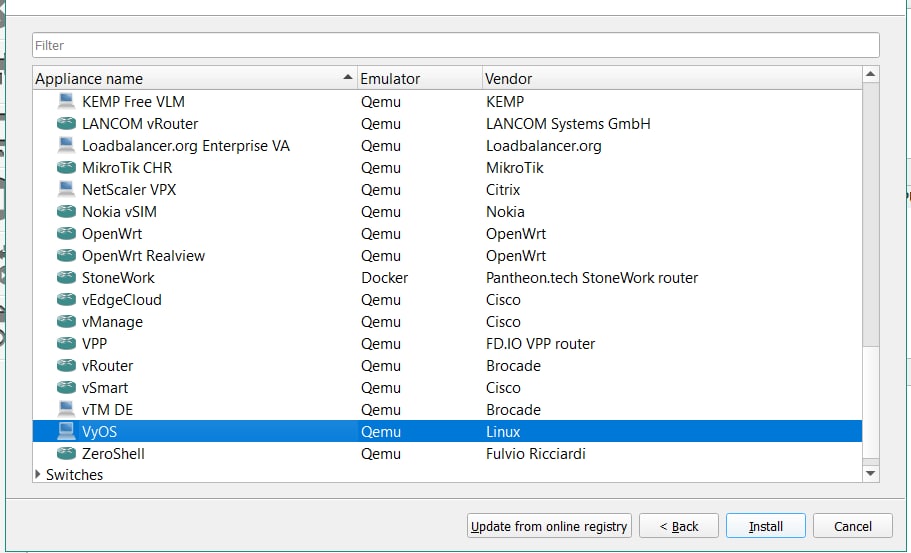 Filter
Appliance name Emulator Vendor
KEMP Free VLM Qemu KEMP
LANCOM vRouter Qemu LANCOM Systems GmbH
Loadbalancer.org Enterprise VA Qemu Loadbalancer.org
MikroTik CHR Qemu MikroTik
NetScaler VPX Qemu Citrix
Nokia vSIM Qemu Nokia
OpenWrt Qemu OpenWrt
OpenWrt Realview Qemu OpenWrt
StoneWork Docker Pantheon.tech StoneWork router
vEdgeCloud Qemu Cisco
vManage Qemu Cisco
VPP Qemu FD.IO VPP router
vRouter Qemu Brocade
vSmart Qemu Cisco
vTM DE Qemu Brocade
VyOS Qemu Linux
ZeroShell Qemu Fulvio Ricciardi
Switches
Update from online registry < Back Install Cancel